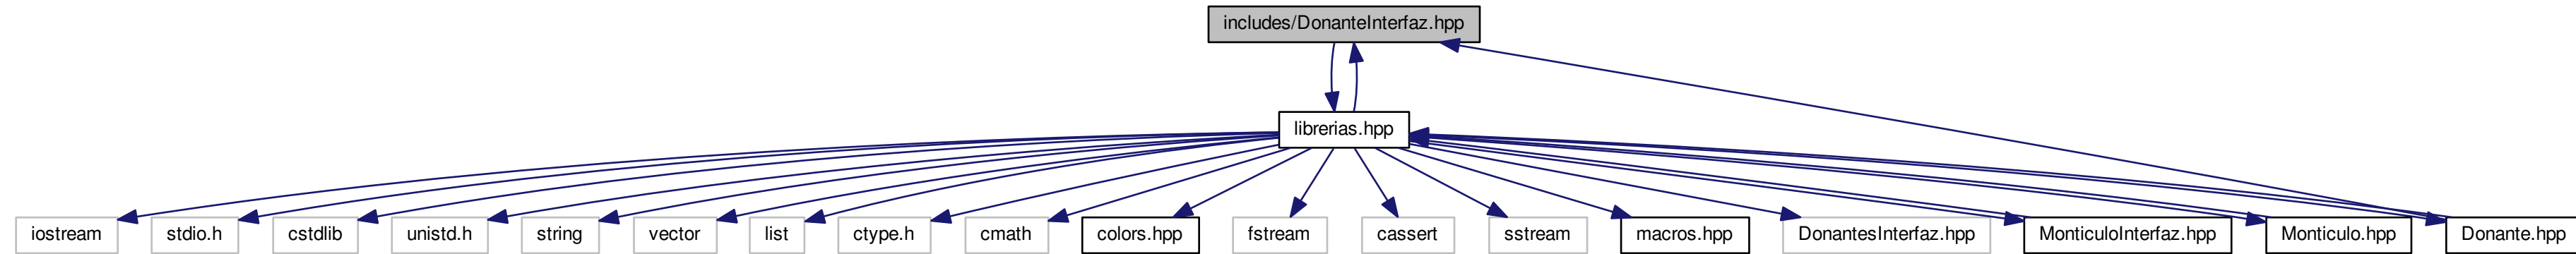 includes/DonanteInterfaz.hpp
librerias.hpp
iostream
stdio.h
cstdlib
unistd.h
string
vector
list
ctype.h
cmath
colors.hpp
fstream
cassert
sstream
macros.hpp
DonantesInterfaz.hpp
MonticuloInterfaz.hpp
Monticulo.hpp
Donante.hpp